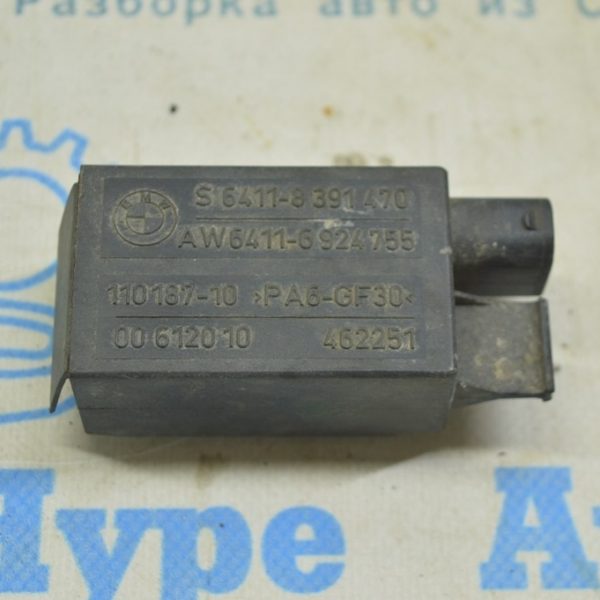 Разборка авто из С
BMW
S 6411-8 391 470
AW6411-6 924 755
110187-10 >PA6-GF30<
00 612010 462251
Hype A